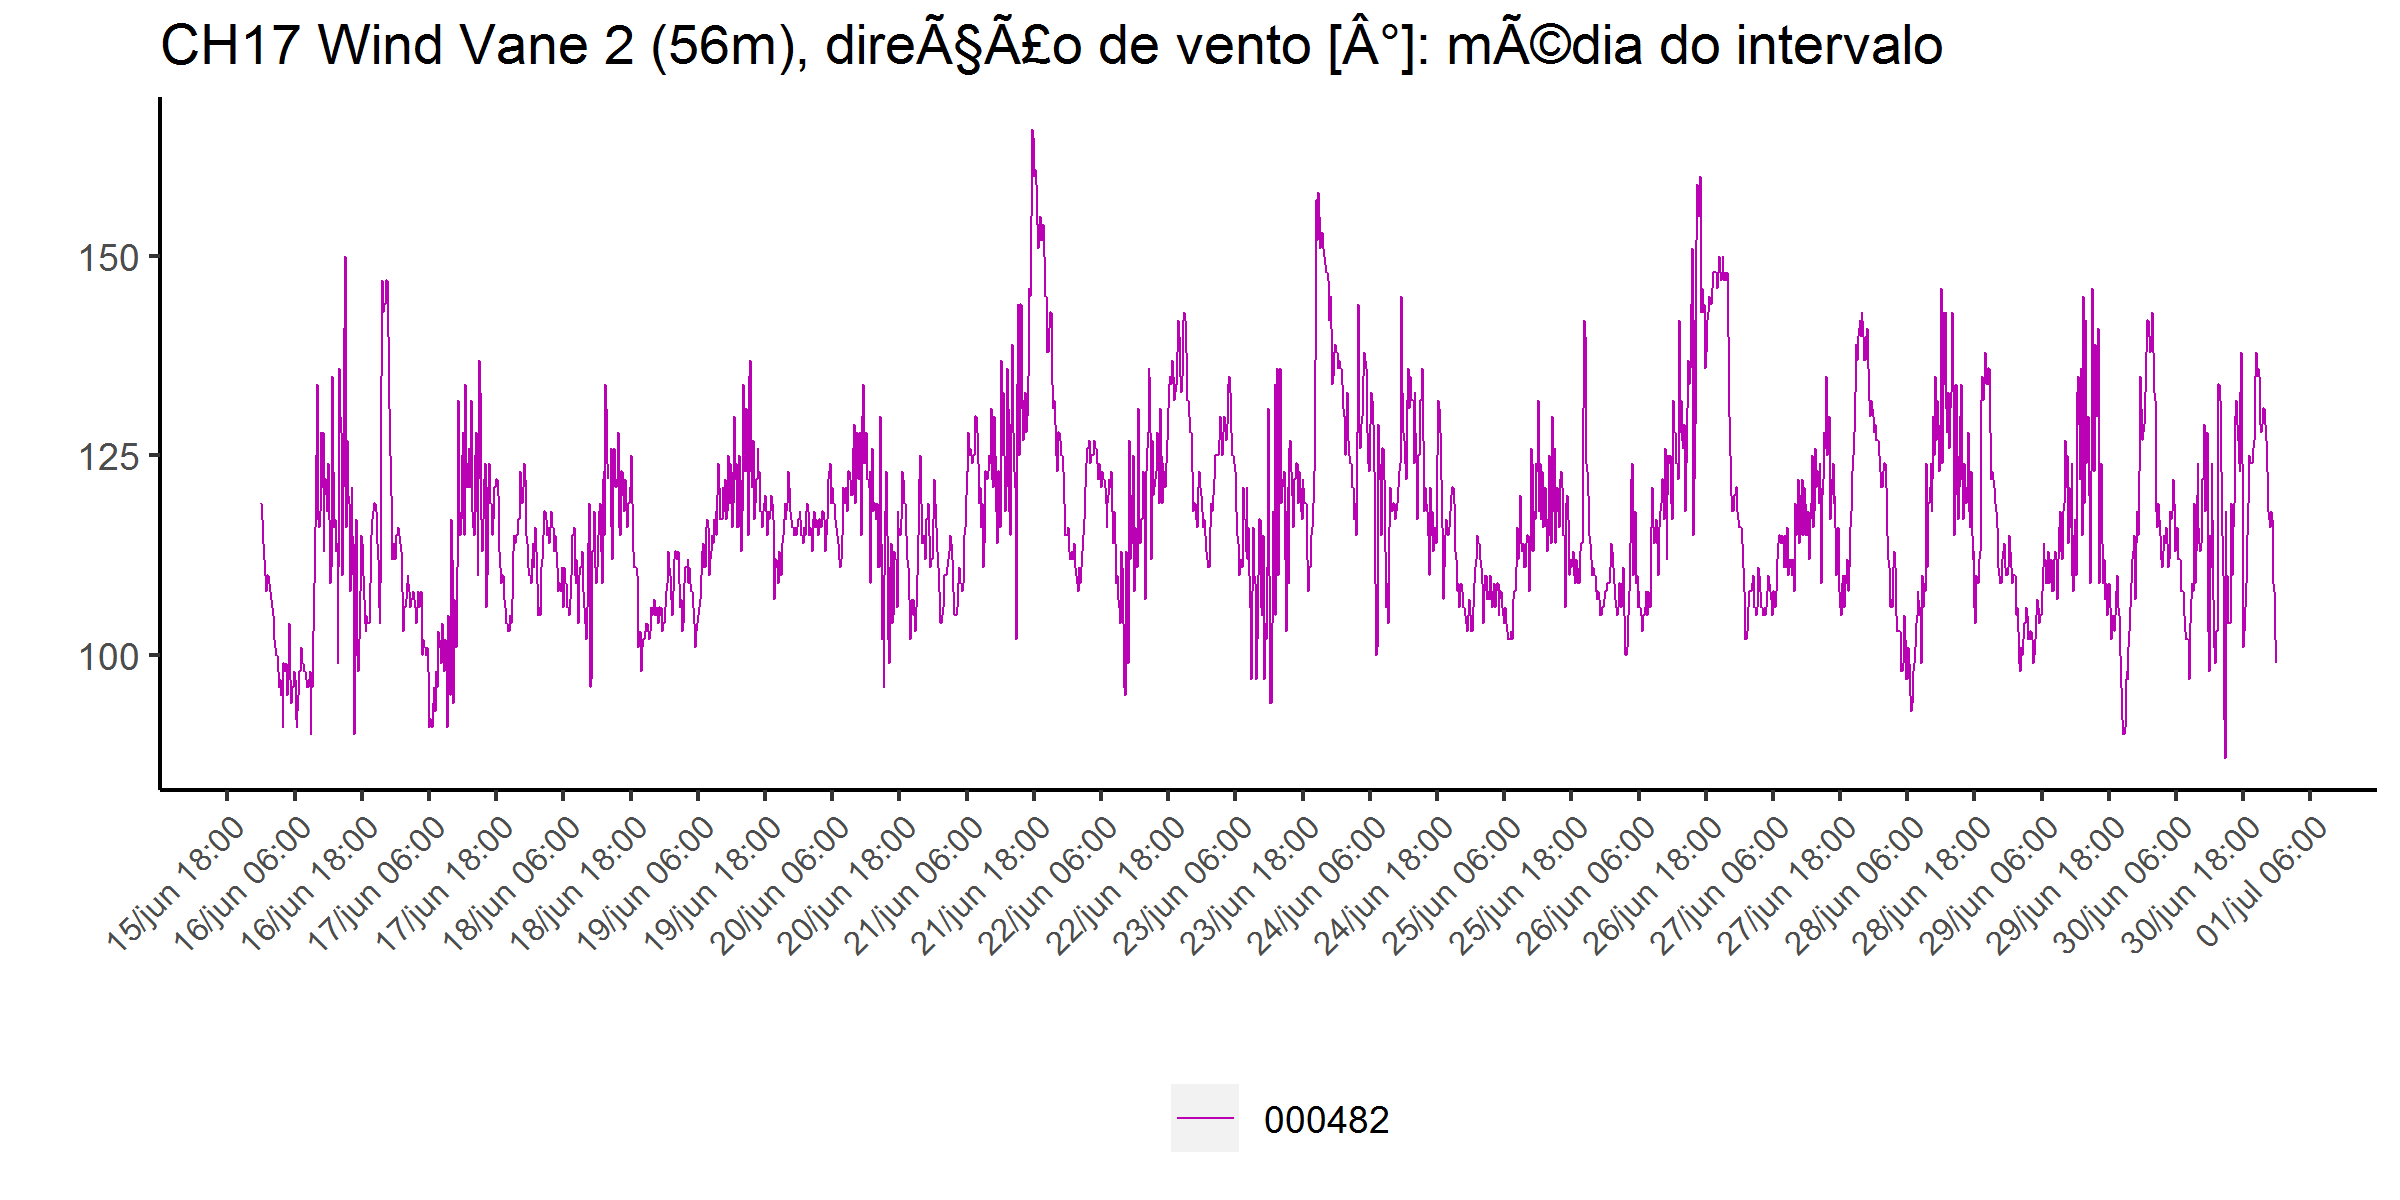 CH17 Wind Vane 2 (56m), direÃ§Ã£o de vento [Â°]: mÃ©dia do intervalo
150
125
100
15/jun 18:00
16/jun 06:00
16/jun 18:00
17/jun 06:00
17/jun 18:00
18/jun 06:00
18/jun 18:00
19/jun 06:00
19/jun 18:00
20/jun 06:00
20/jun 18:00
21/jun 06:00
21/jun 18:00
22/jun 06:00
22/jun 18:00
23/jun 06:00
23/jun 18:00
24/jun 06:00
24/jun 18:00
25/jun 06:00
25/jun 18:00
26/jun 06:00
26/jun 18:00
27/jun 06:00
27/jun 18:00
28/jun 06:00
28/jun 18:00
29/jun 06:00
29/jun 18:00
30/jun 06:00
30/jun 18:00
01/jul 06:00
000482